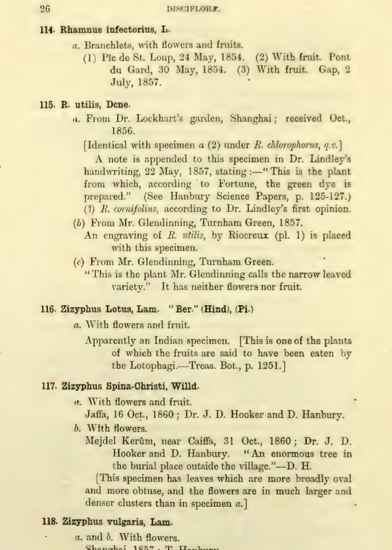 26 DISCIFLORÆ.
114. Rhamnus infectorius, L.
a. Branchlets, with flowers and fruits.
(1) Pic de St. Loup, 24 May, 1854. (2) With fruit. Pont
du Gard, 30 May, 1854. (3) With fruit. Gap, 2
July, 1857.
115. R. utilis, Dcne.
a. From Dr. Lockhart's garden, Shanghai; received Oct.,
1856.
[Identical with specimen a (2) under R. chlorophorus, q.v.]
A note is appended to this specimen in Dr. Lindley's
handwriting, 22 May, 1857, stating:—"This is the plant
from which, according to Fortune, the green dye is
prepared." (See Hanbury Science Papers, p. 125-127.)
(?) R. cornifolius, according to Dr. Lindley's first opinion.
(b) From Mr. Glendinning, Turnham Green, 1857.
An engraving of R. utilis, by Riocreux (pl. 1) is placed
with this specimen.
(c) From Mr. Glendinning, Turnham Green.
"This is the plant Mr. Glendinning calls the narrow leaved
variety." It has neither flowers nor fruit.
116. Zizyphus Lotus, Lam. "Ber." (Hind), (Pi.)
a. With flowers and fruit.
Apparently an Indian specimen. [This is one of the plants
of which the fruits are said to have been eaten by
the Lotophagi.—Treas. Bot., p. 1251.]
117. Zizyphus Spina-Christi, Willd.
a. With flowers and fruit.
Jaffa, 16 Oct., 1860; Dr. J. D. Hooker and D. Hanbury.
b. With flowers.
Mejdel Kerûm, near Caiffa, 31 Oct., 1860; Dr. J. D.
Hooker and D. Hanbury. "An enormous tree in
the burial place outside the village."—D. H.
[This specimen has leaves which are more broadly oval
and more obtuse, and the flowers are in much larger and
denser clusters than in specimen a.]
118. Zizyphus vulgaris, Lam.
a. and b. With flowers.
Shanghai, 1857; T. Hanbury.